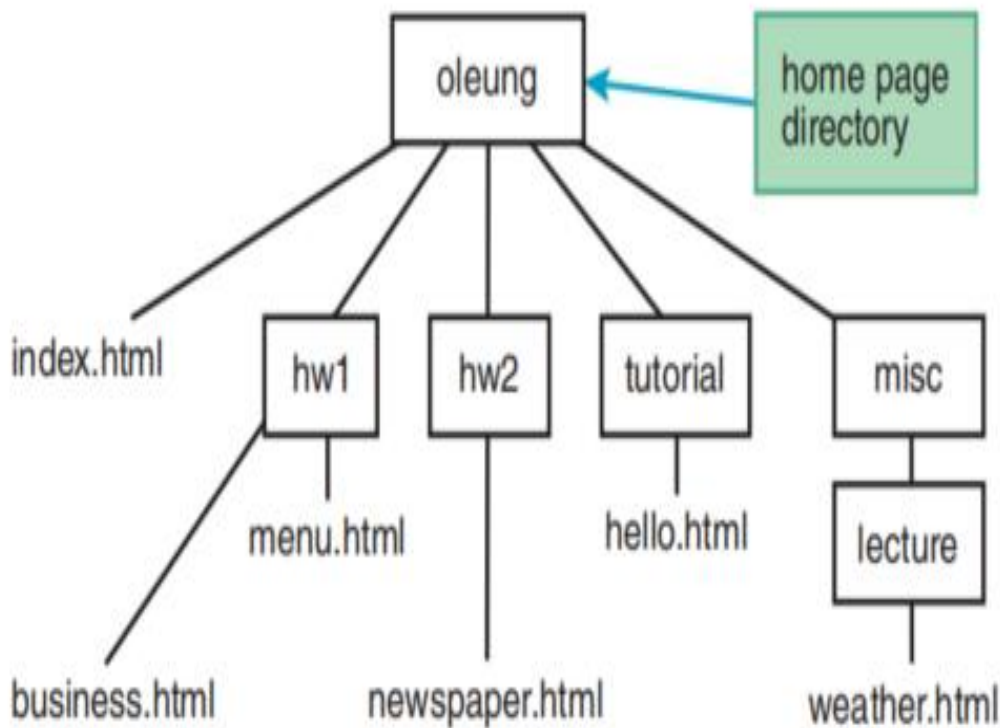 oleung
home page
directory
index.html
hw1
hw2
tutorial
misc
menu.html
hello.html
lecture
business.html
newspaper.html
weather.html